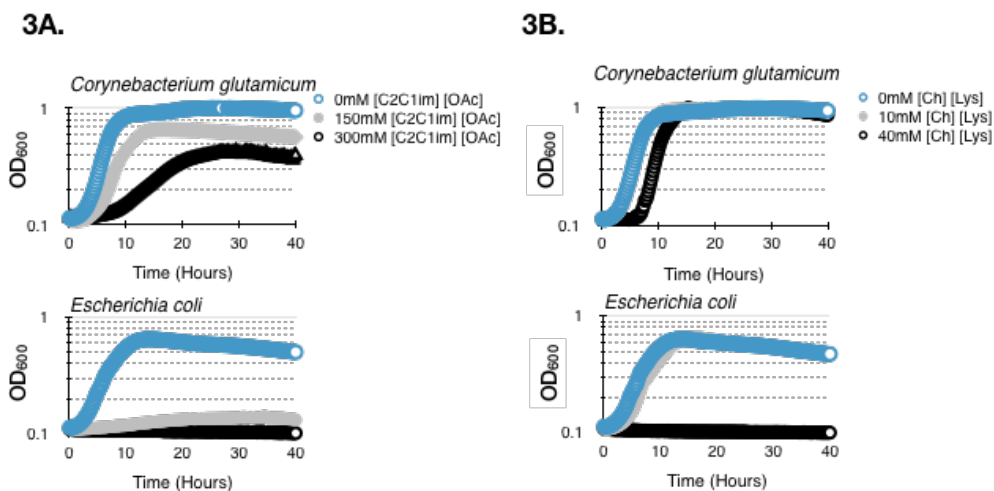 3A.
Corynebacterium glutamicum
0mM [C2C1im] [OAc]
150mM [C2C1im] [OAc]
300mM [C2C1im] [OAc]
OD600
1
0.1
0 10 20 30 40
Time (Hours)
Escherichia coli
OD600
1
0.1
0 10 20 30 40
Time (Hours)
3B.
Corynebacterium glutamicum
0mM [Ch] [Lys]
10mM [Ch] [Lys]
40mM [Ch] [Lys]
OD600
1
0.1
0 10 20 30 40
Time (Hours)
Escherichia coli
OD600
1
0.1
0 10 20 30 40
Time (Hours)